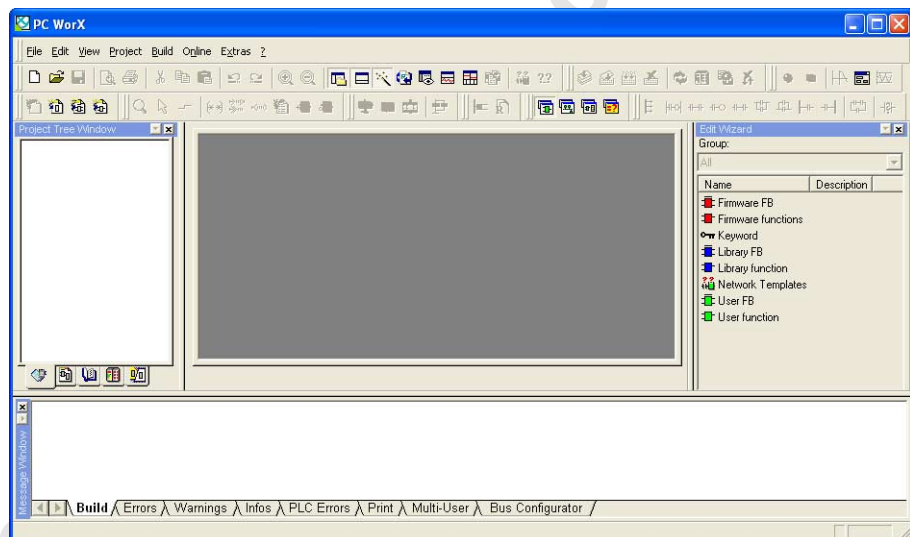 PC WorX
File Edit View Project Build Online Extras ?
Project Tree Window
Edit Wizard
Group:
All
Name Description
Firmware FB
Firmware functions
Keyword
Library FB
Library function
Network Templates
User FB
User function
Message Window
Build Errors Warnings Infos PLC Errors Print Multi-User Bus Configurator